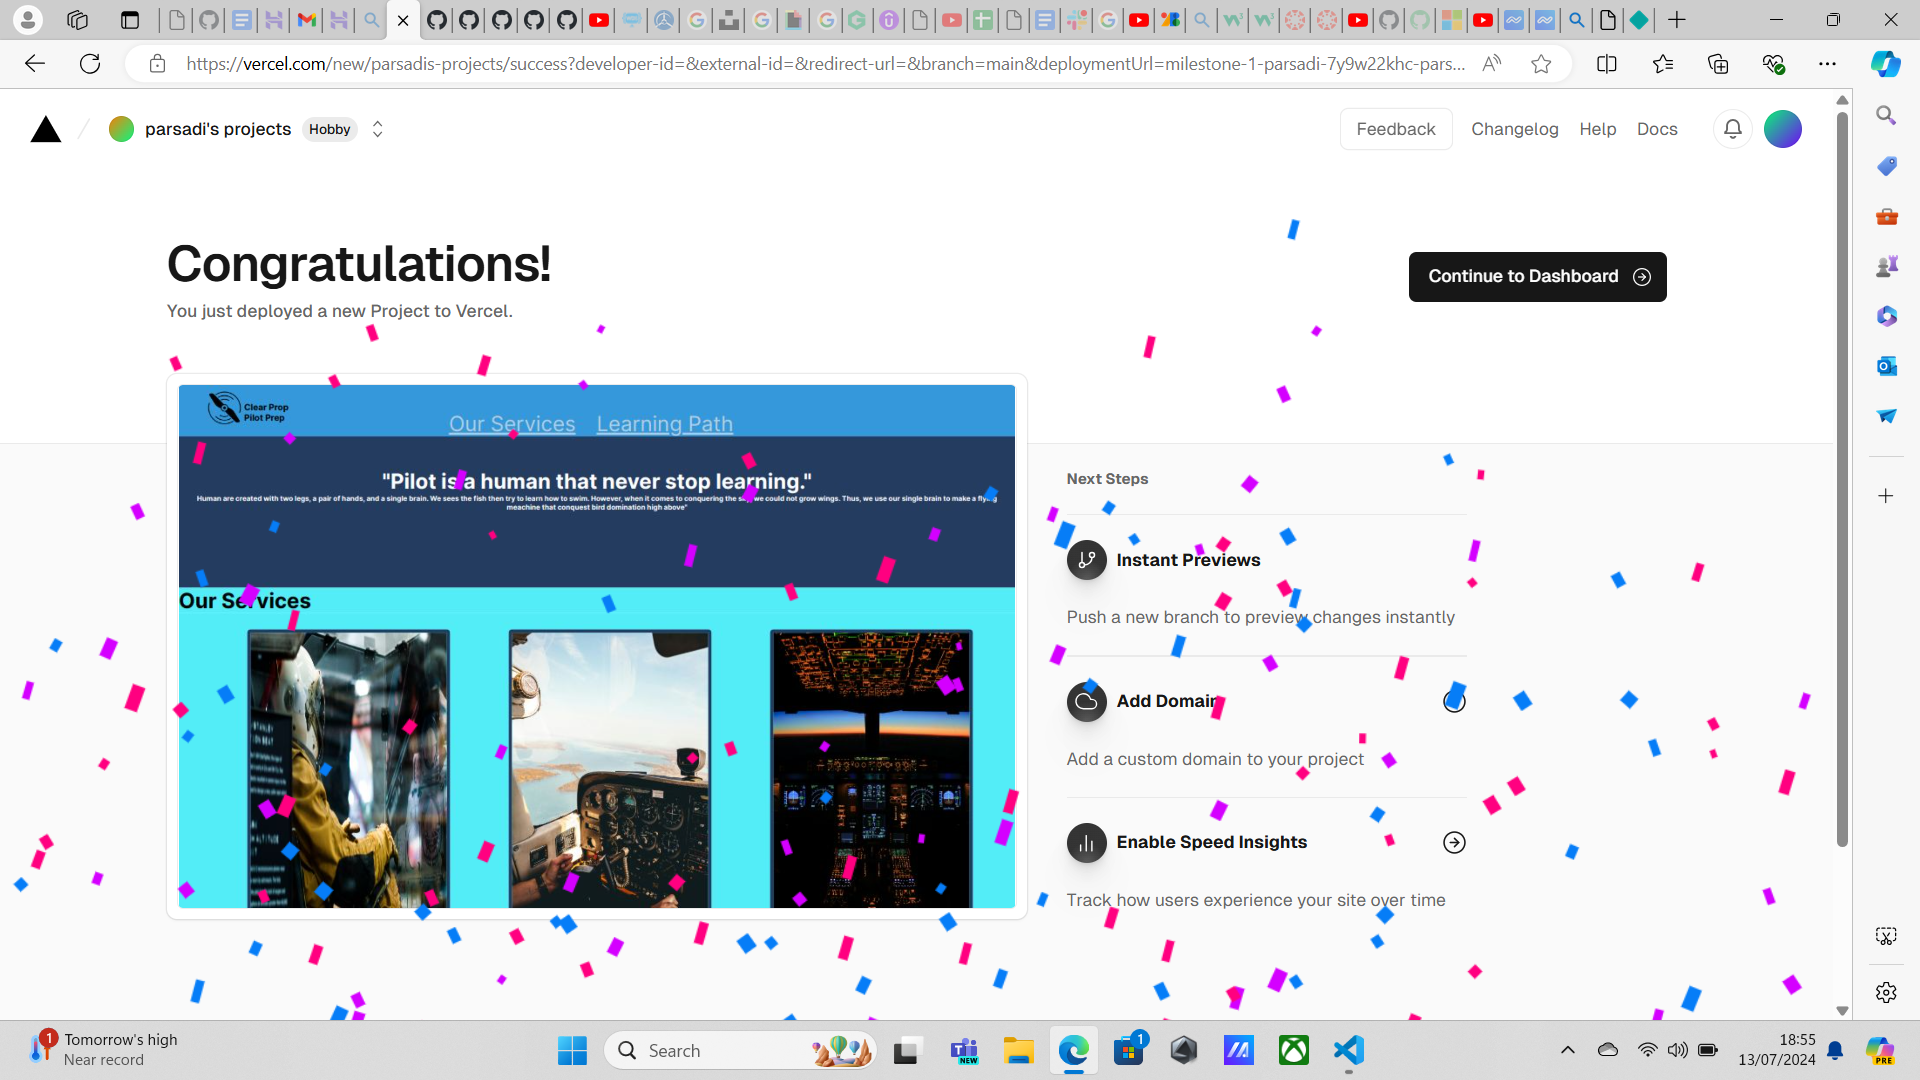 https://vercel.com/new/parsadis-projects/success?developer-id=&external-id=&redirect-url=&branch=main&deploymentUrl=milestone-1-parsadi-7y9w22khc-pars...
parsadi's projects Hobby
Feedback Changelog Help Docs
Congratulations!
You just deployed a new Project to Vercel.
Continue to Dashboard
Clear Prop
Pilot Prep
Our Services Learning Path
"Pilot is a human that never stop learning."
Human are created with two legs, a pair of hands, and a single brain. We sees the fish then try to learn how to swim. However, when it comes to conquering the sky, we could not grow wings. Thus, we use our single brain to make a flying
meachine that conquest bird domination high above"
Our Services
Next Steps
Instant Previews
Push a new branch to preview changes instantly
Add Domain
Add a custom domain to your project
Enable Speed Insights
Track how users experience your site over time
1
Tomorrow's high
Near record
Search
NEW
1
18:55
13/07/2024
PRE